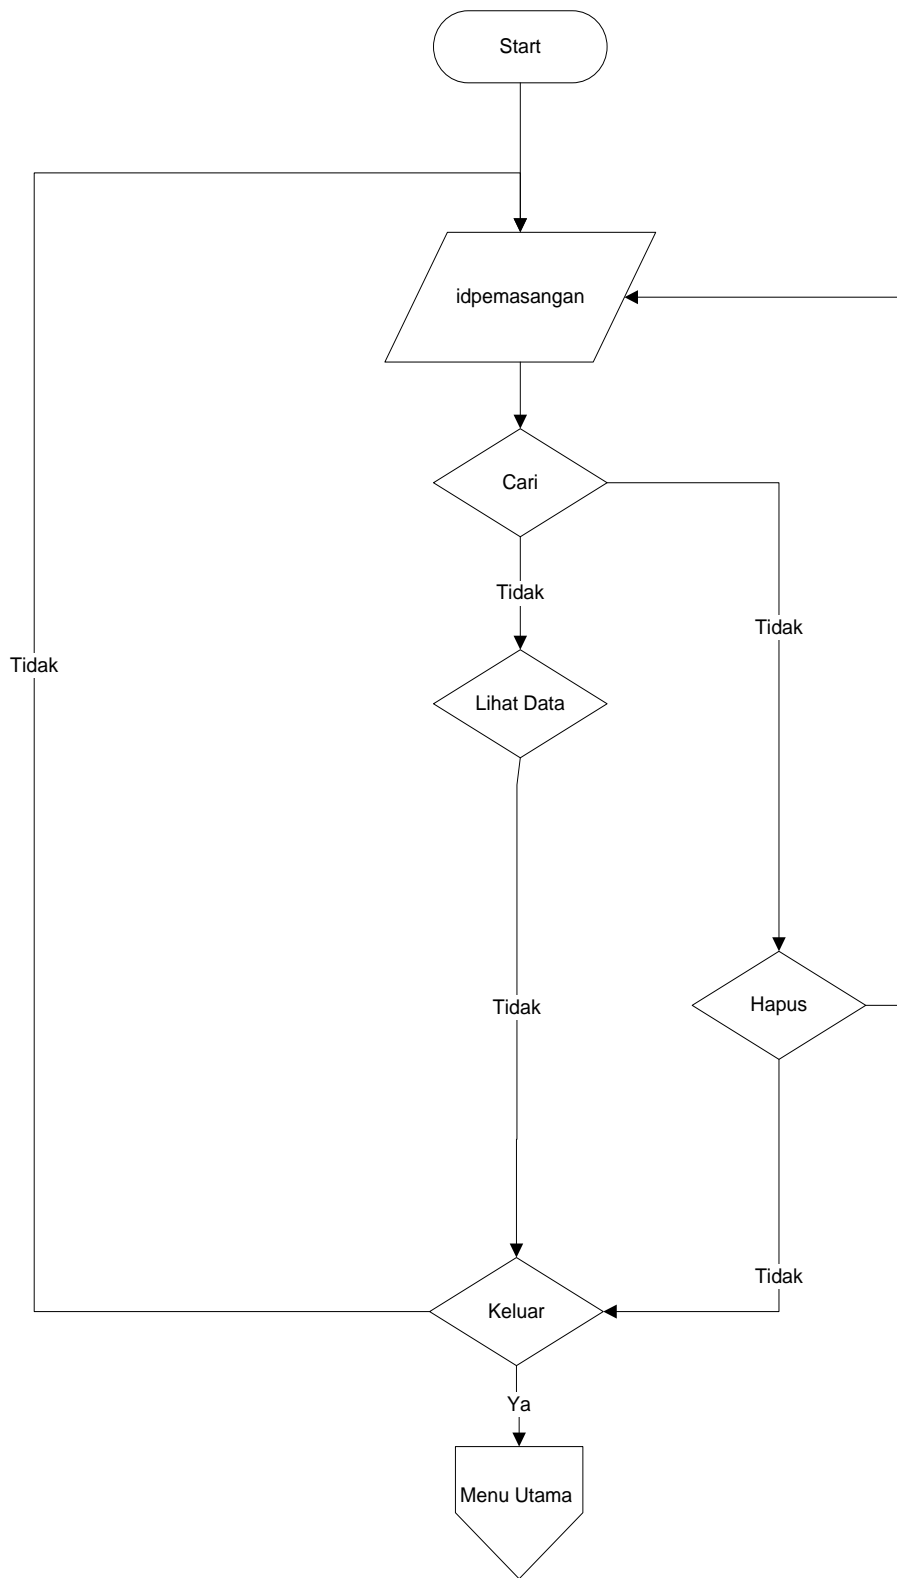 Start
idpemasangan
Cari
Tidak
Tidak
Tidak
Lihat Data
Tidak
Hapus
Tidak
Keluar
Ya
Menu Utama